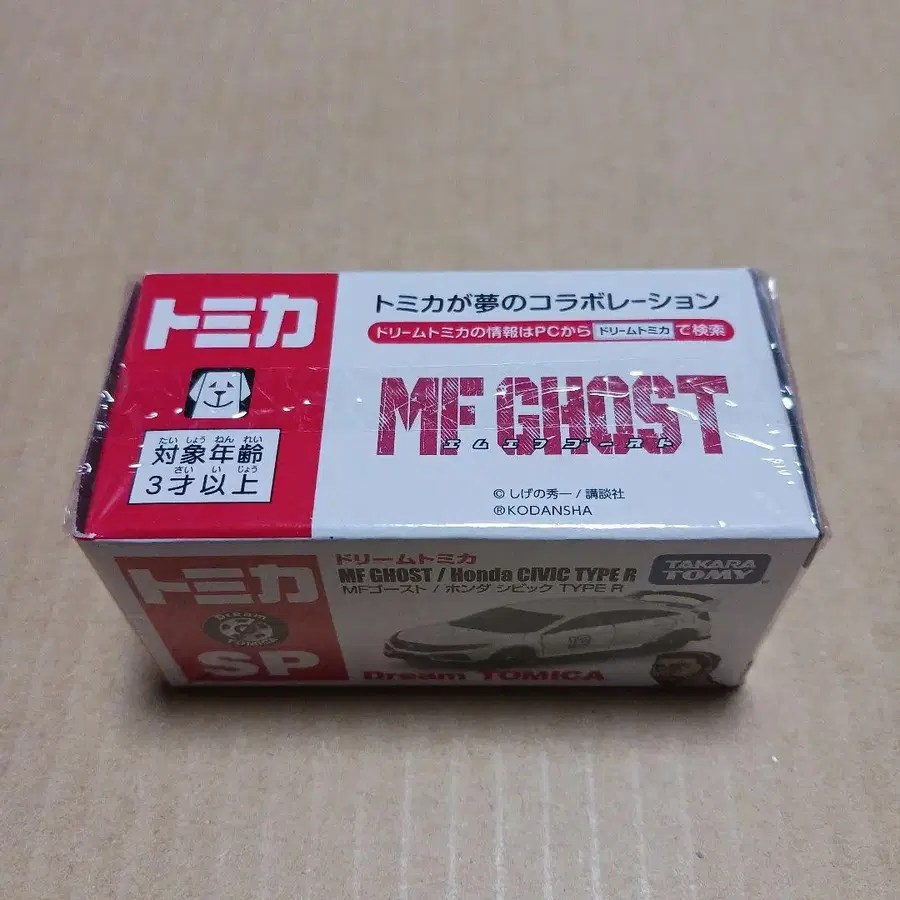 トミカ
たいしょうねんれい
対象年齢
さいいじょう
3才以上
トミカが夢のコラボレーション
ドリームトミカの情報はPCから ドリームトミカ で検索
MF GHOST
エムエフゴースト
© しげの秀一 / 講談社
®KODANSHA
トミカ
Dream
TOMICA
SP
ドリームトミカ
MF GHOST / Honda CIVIC TYPE R
MFゴースト / ホンダ シビック TYPE R
TAKARA
TOMY
Dream TOMICA